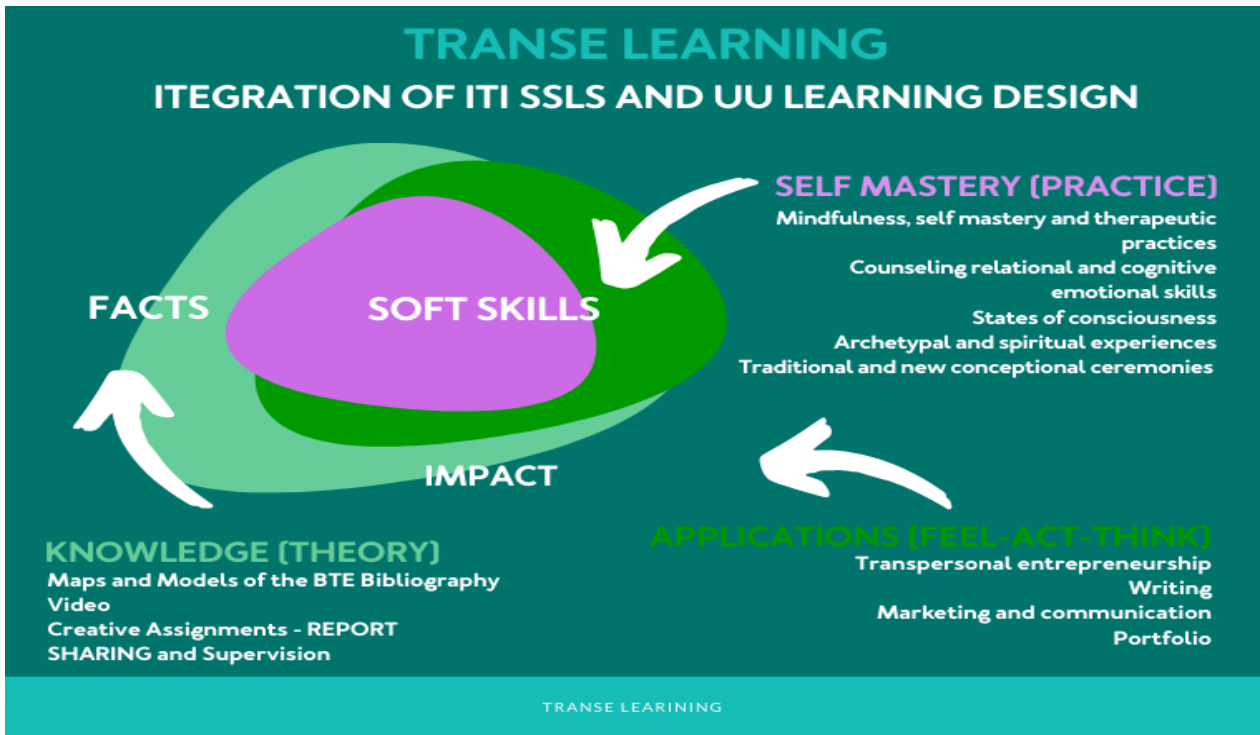 TRANSE LEARNING
ITEGRATION OF ITI SSLS AND UU LEARNING DESIGN
SELF MASTERY (PRACTICE)
Mindfulness, self mastery and therapeutic
practices
Counseling relational and cognitive
emotional skills
States of consciousness
Archetypal and spiritual experiences
Traditional and new conceptional ceremonies
FACTS
SOFT SKILLS
IMPACT
KNOWLEDGE (THEORY)
Maps and Models of the BTE Bibliography
Video
Creative Assignments - REPORT
SHARING and Supervision
APPLICATIONS (FEEL-ACT-THINK)
Transpersonal entrepreneurship
Writing
Marketing and communication
Portfolio
TRANSE LEARINING